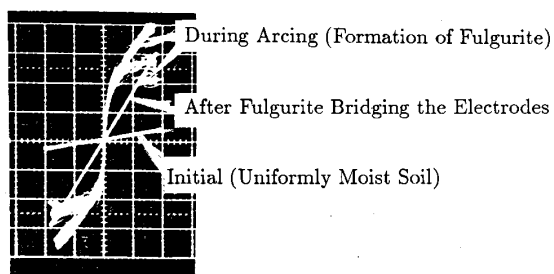 During Arcing (Formation of Fulgurite)
After Fulgurite Bridging the Electrodes
Initial (Uniformly Moist Soil)